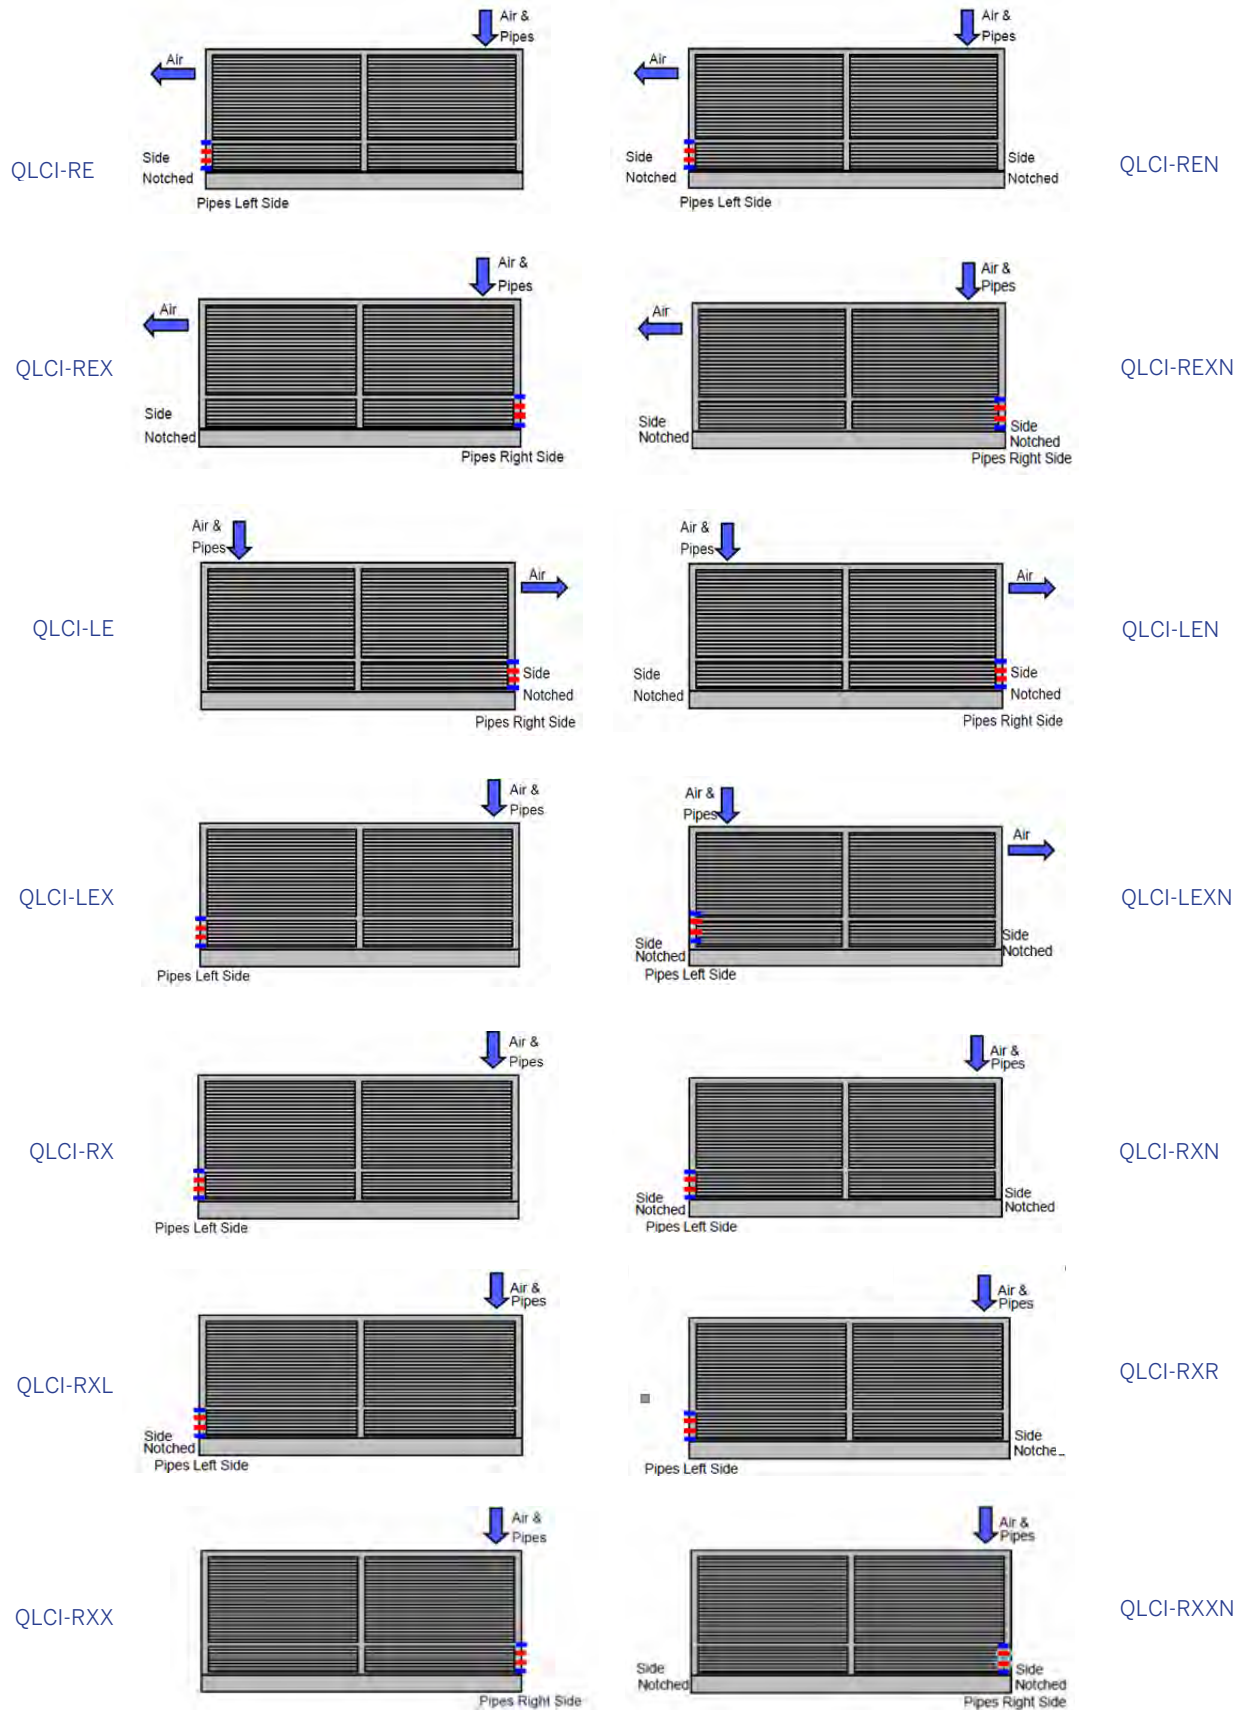 Air &
Pipes
Air
Side
Notched
Pipes Left Side
QLCI-RE
Air &
Pipes
Air
Side
Notched
Side
Notched
Pipes Left Side
QLCI-REN
Air &
Pipes
Air
Side
Notched
Pipes Right Side
QLCI-REX
Air &
Pipes
Air
Side
Notched
Side
Notched
Pipes Right Side
QLCI-REXN
Air &
Pipes
Air
Side
Notched
Pipes Right Side
QLCI-LE
Air &
Pipes
Air
Side
Notched
Side
Notched
Pipes Right Side
QLCI-LEN
Air &
Pipes
Pipes Left Side
QLCI-LEX
Air &
Pipes
Air
Side
Notched
Side
Notched
Pipes Left Side
QLCI-LEXN
Air &
Pipes
Pipes Left Side
QLCI-RX
Air &
Pipes
Side
Notched
Side
Notched
Pipes Left Side
QLCI-RXN
Air &
Pipes
Side
Notched
Pipes Left Side
QLCI-RXL
Air &
Pipes
Side
Notche
Pipes Left Side
QLCI-RXR
Air &
Pipes
Pipes Right Side
QLCI-RXX
Air &
Pipes
Side
Notched
Side
Notched
Pipes Right Side
QLCI-RXXN